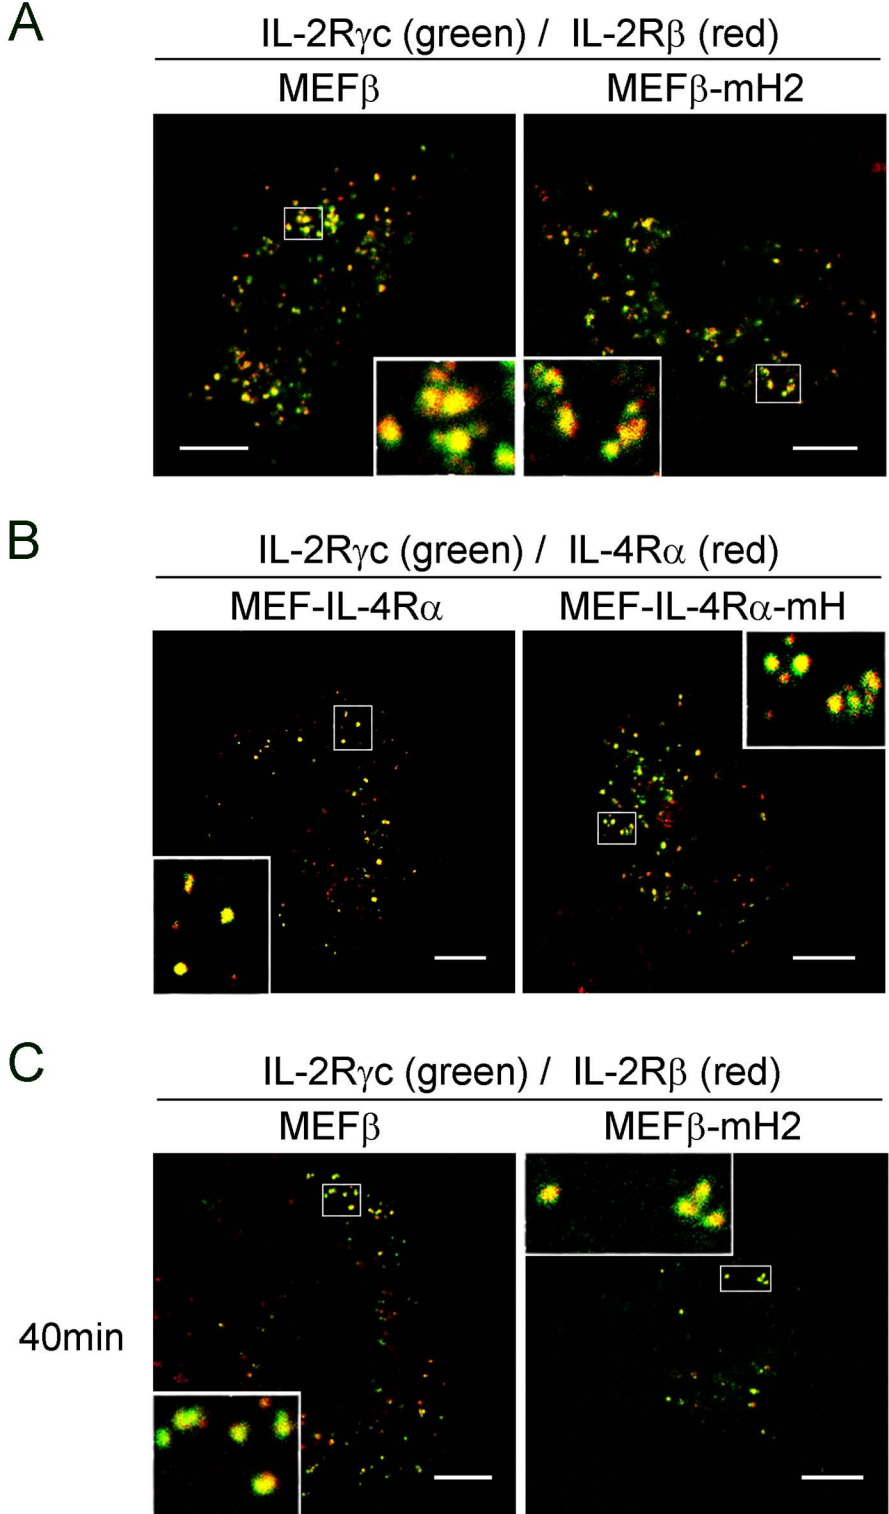 A
IL-2Rγc (green) / IL-2Rβ (red)
MEFβ
MEFβ-mH2
B
IL-2Rγc (green) / IL-4Rα (red)
MEF-IL-4Rα
MEF-IL-4Rα-mH
C
IL-2Rγc (green) / IL-2Rβ (red)
MEFβ
MEFβ-mH2
40min